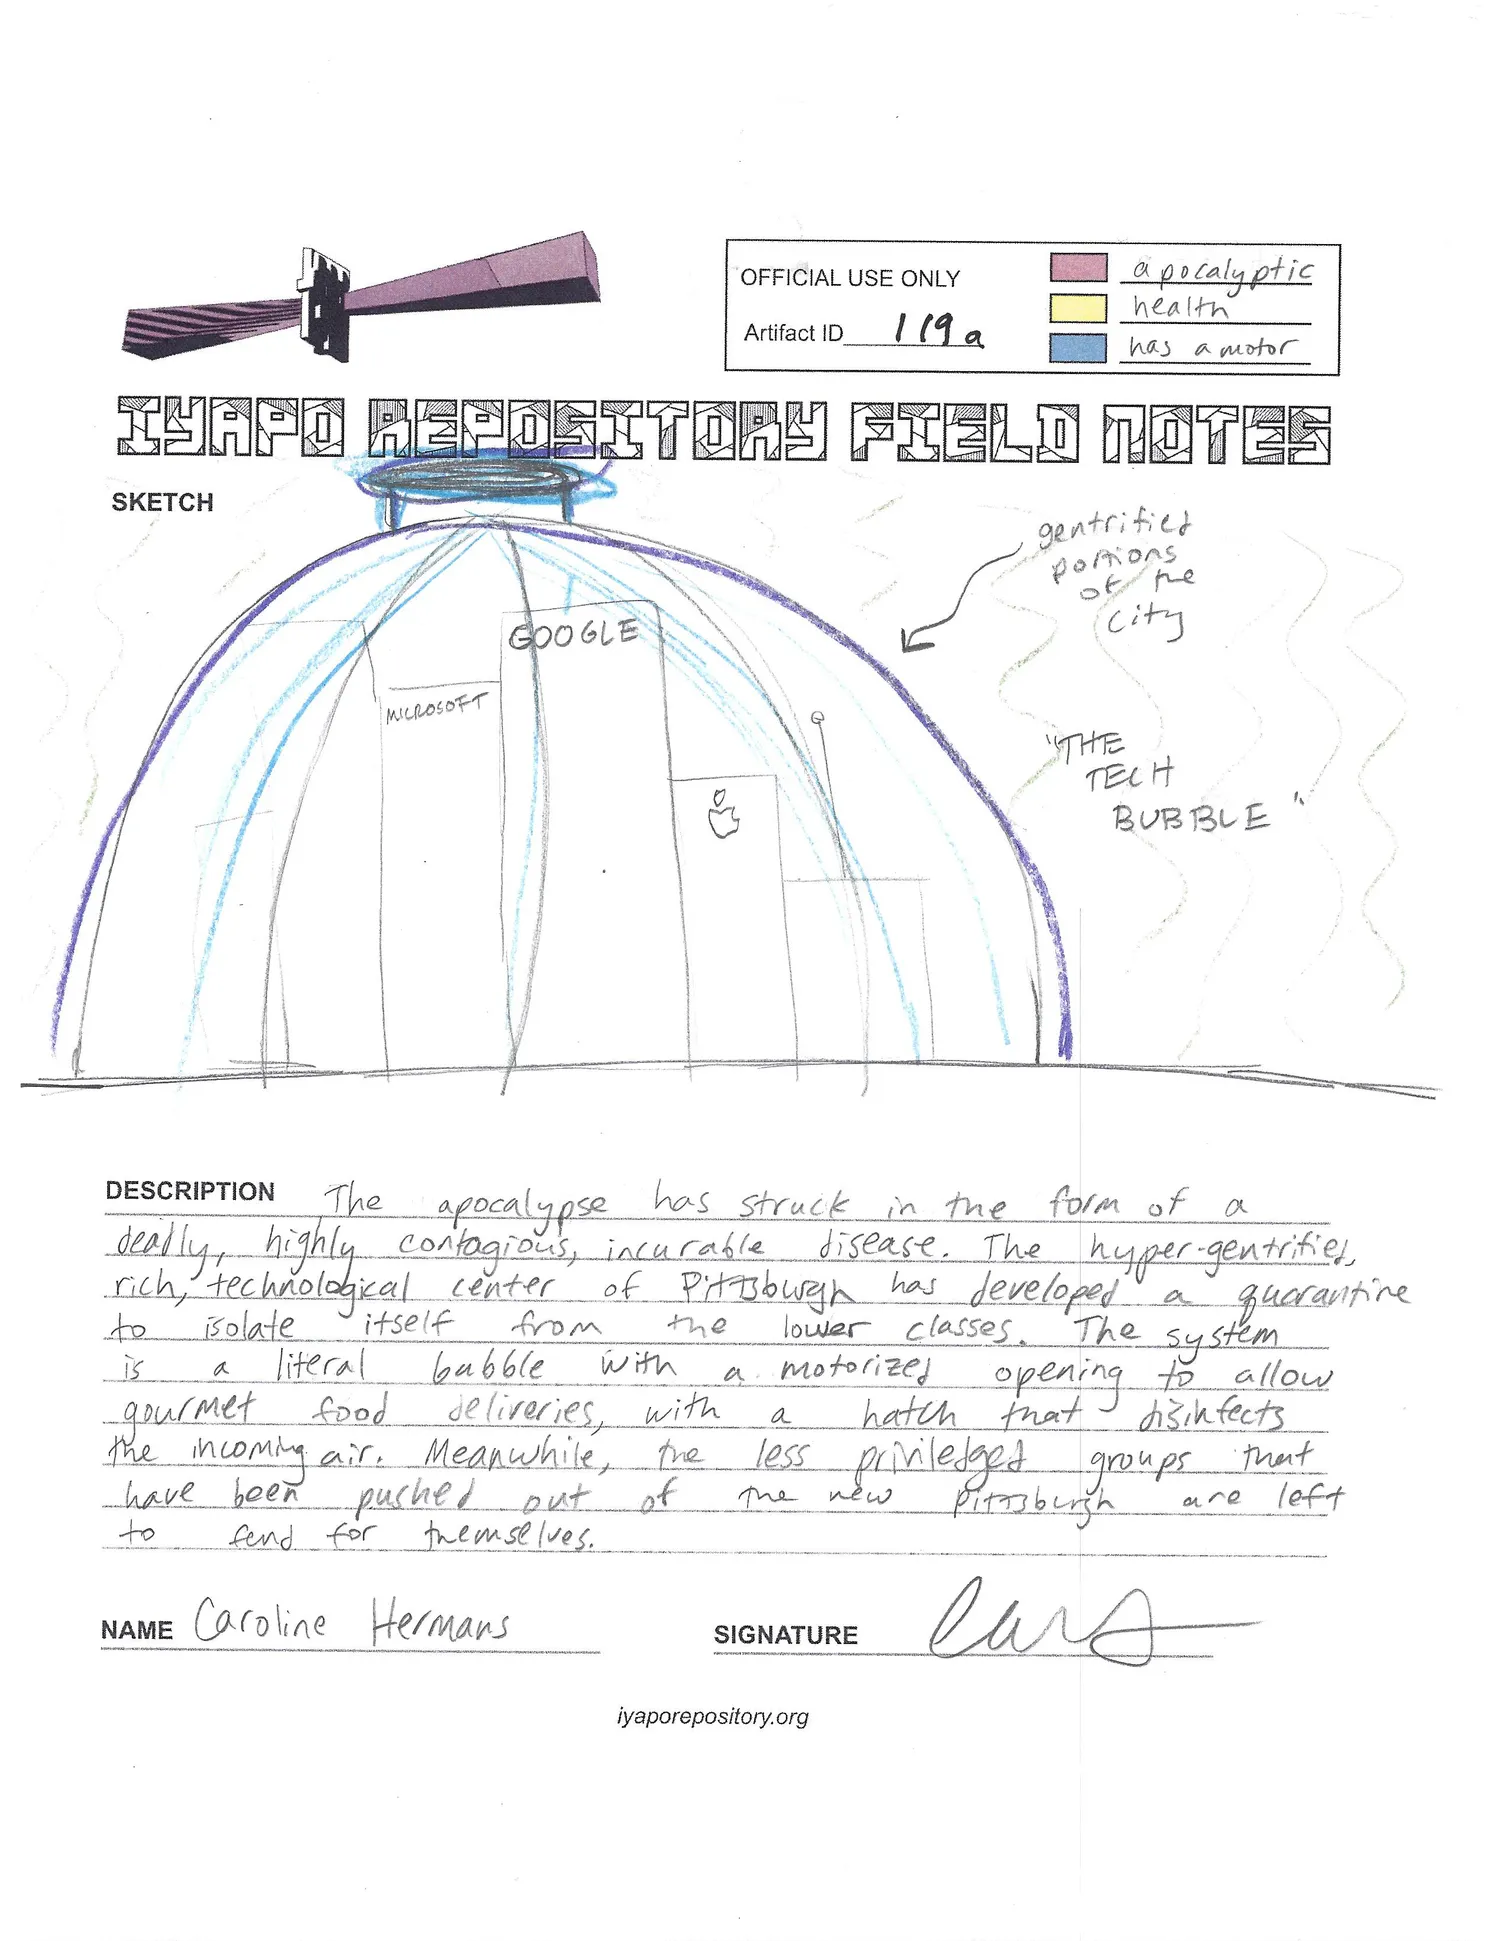 OFFICIAL USE ONLY
Artifact ID 119a
apocalyptic
health
has a motor
IYAPO REPOSITORY FIELD NOTES
SKETCH
gentrified
portions
of the
city
GOOGLE
MICROSOFT
"THE
TECH
BUBBLE"
DESCRIPTION The apocalypse has struck in the form of a
deadly, highly contagious, incurable disease. The hyper-gentrified,
rich, technological center of Pittsburgh has developed a quarantine
to isolate itself from the lower classes. The system
is a literal bubble with a motorized opening to allow
gourmet food deliveries, with a hatch that disinfects
the incoming air. Meanwhile, the less priviledged groups that
have been pushed out of the new Pittsburgh are left
to fend for themselves.
NAME Caroline Hermans
SIGNATURE
iyaporepository.org